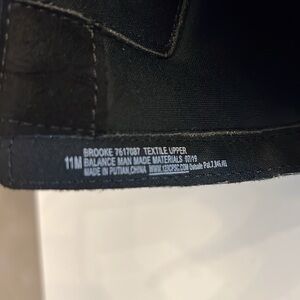 BROOKE 7617087 TEXTILE UPPER
11M BALANCE MAN MADE MATERIALS 07/19
MADE IN PUTIAN,CHINA